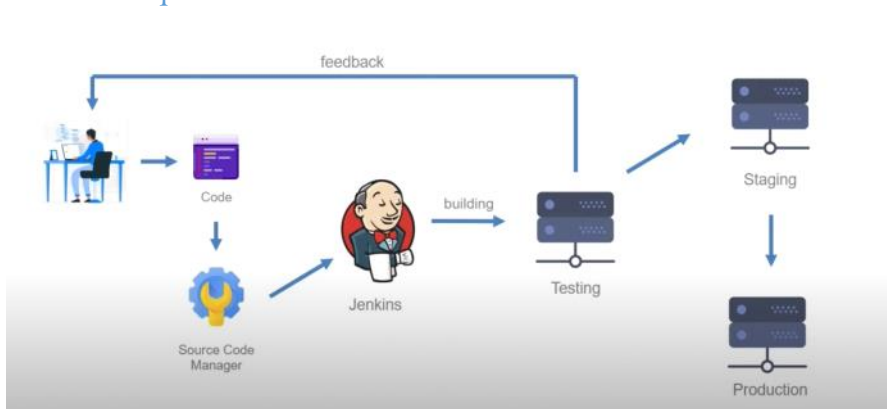 feedback
Code
building
Staging
Testing
Jenkins
Source Code
Manager
Production